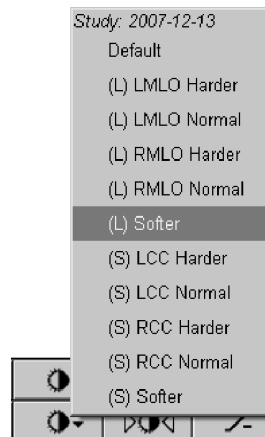 Study: 2007-12-13
Default
(L) LMLO Harder
(L) LMLO Normal
(L) RMLO Harder
(L) RMLO Normal
(L) Softer
(S) LCC Harder
(S) LCC Normal
(S) RCC Harder
(S) RCC Normal
(S) Softer